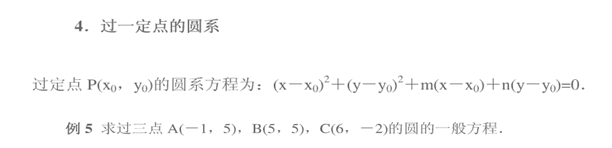 4．过一定点的圆系
过定点 P(x₀，y₀)的圆系方程为：(x－x₀)²＋(y－y₀)²＋m(x－x₀)＋n(y－y₀)=0．
例 5 求过三点 A(－1，5)，B(5，5)，C(6，－2)的圆的一般方程．